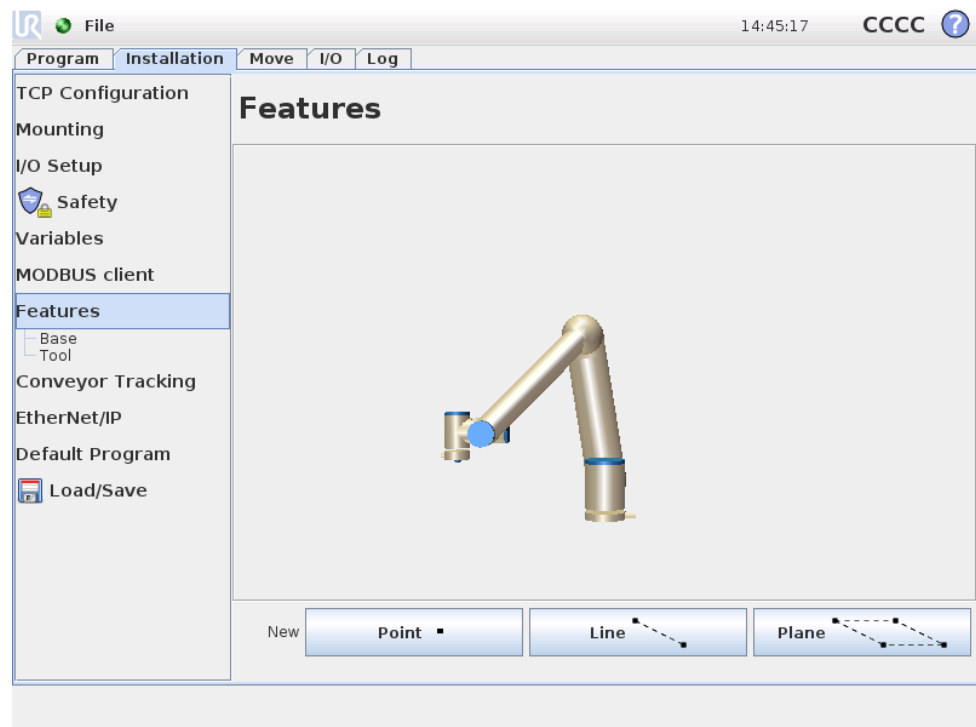 UR File 14:45:17 CCCC ?
Program Installation Move I/O Log
TCP Configuration
Mounting
I/O Setup
Safety
Variables
MODBUS client
Features
Base
Tool
Conveyor Tracking
EtherNet/IP
Default Program
Load/Save
Features
New Point Line Plane